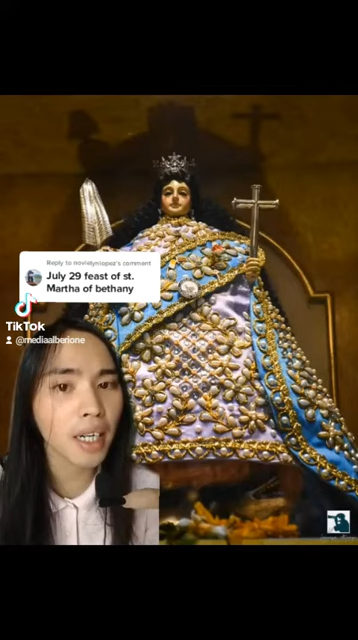 Reply to novielynlopez's comment
July 29 feast of st.
Martha of bethany
TikTok
@mediaalberione